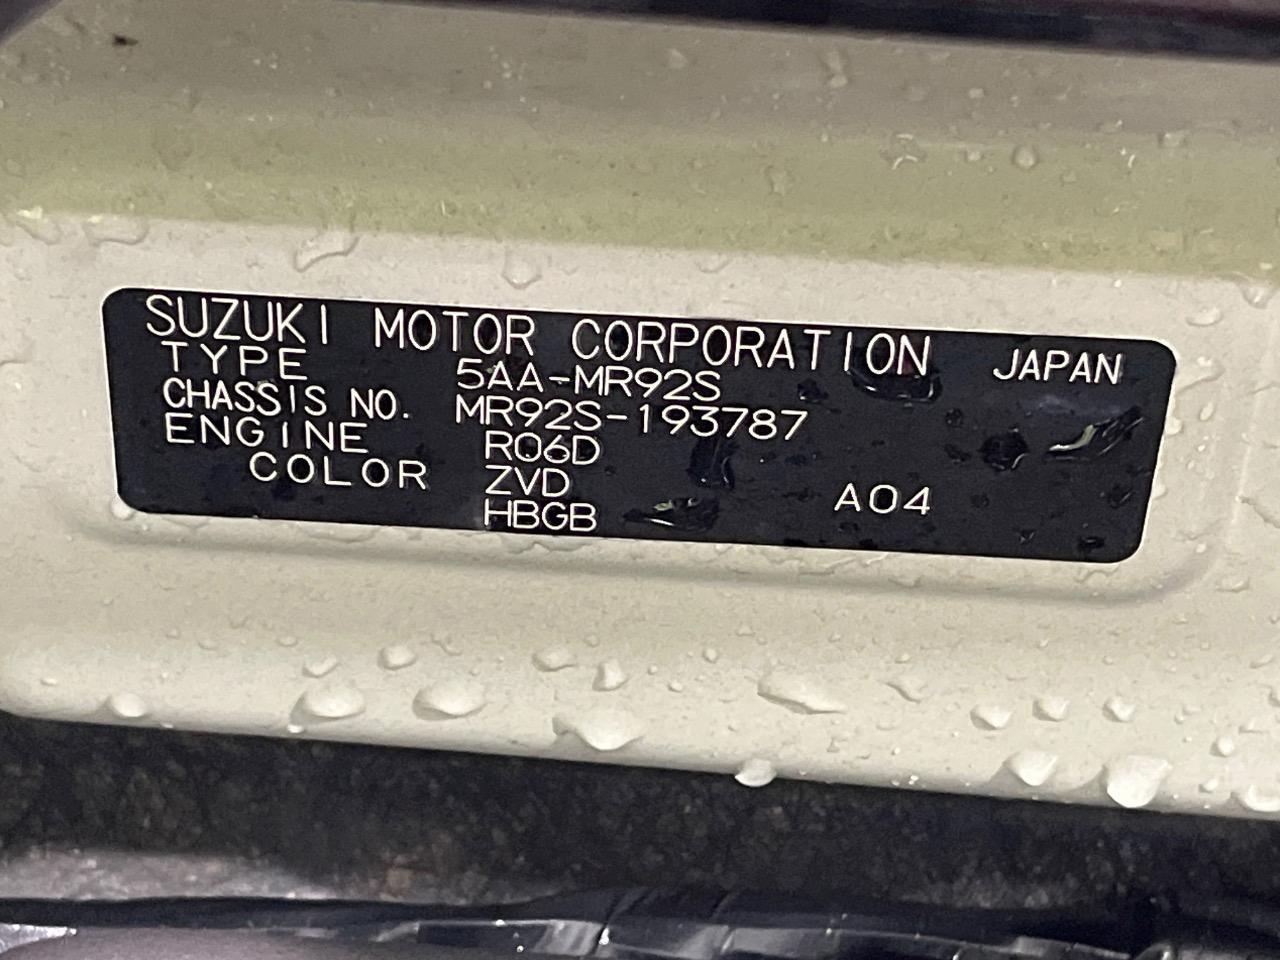 SUZUKI MOTOR CORPORATION JAPAN
TYPE 5AA-MR92S
CHASSIS NO. MR92S-193787
ENGINE R06D
COLOR ZVD A04
HBGB